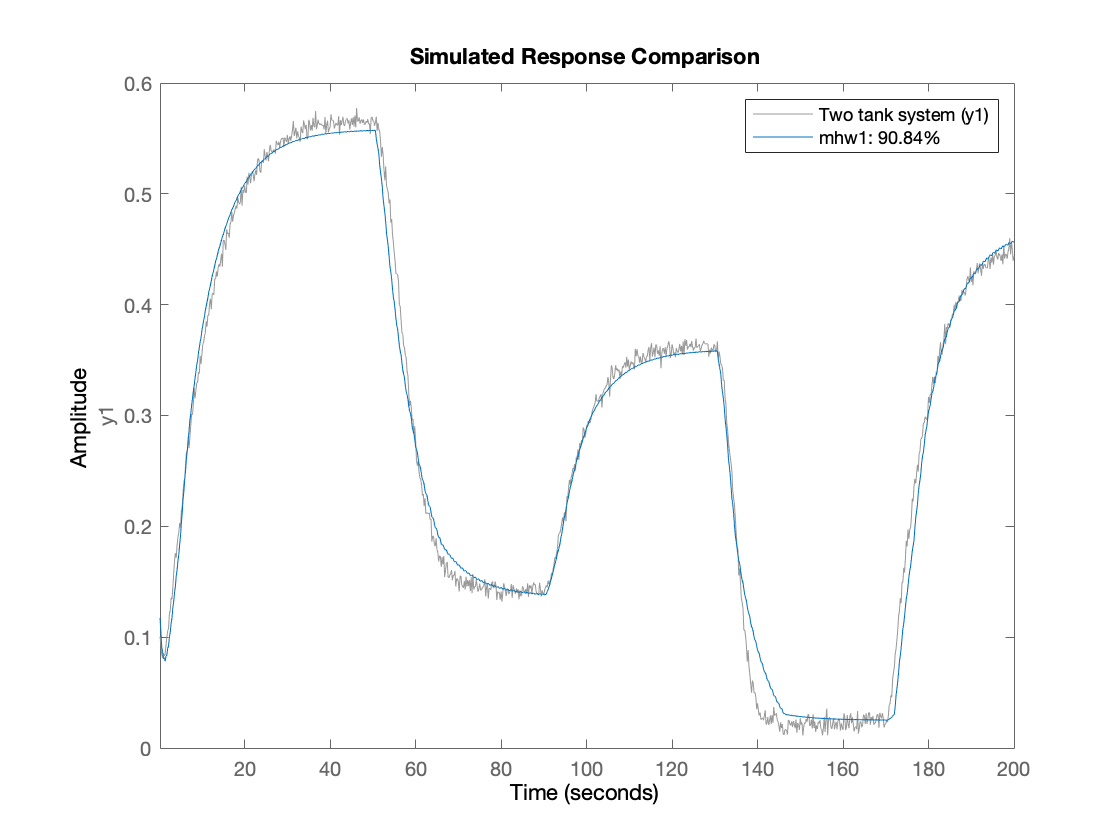 Simulated Response Comparison
Two tank system (y1)
mhw1: 90.84%
Amplitude
y1
0.6
0.5
0.4
0.3
0.2
0.1
0
20 40 60 80 100 120 140 160 180 200
Time (seconds)